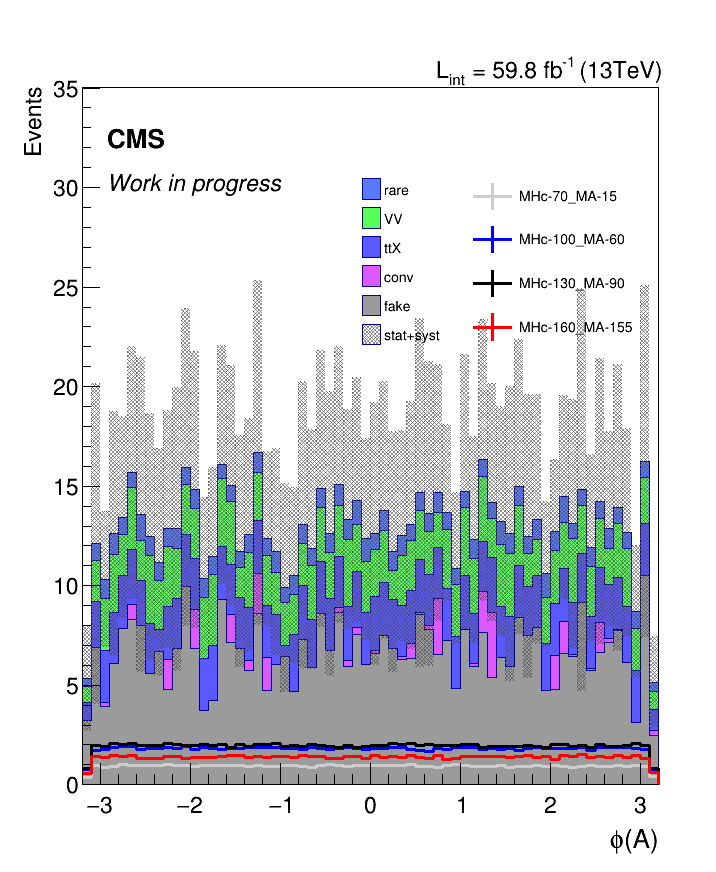 L_int = 59.8 fb^-1 (13TeV)
Events
35
30
25
20
15
10
5
0
CMS
Work in progress
rare
VV
ttX
conv
fake
stat+syst
MHc-70_MA-15
MHc-100_MA-60
MHc-130_MA-90
MHc-160_MA-155
−3 −2 −1 0 1 2 3
ϕ(A)